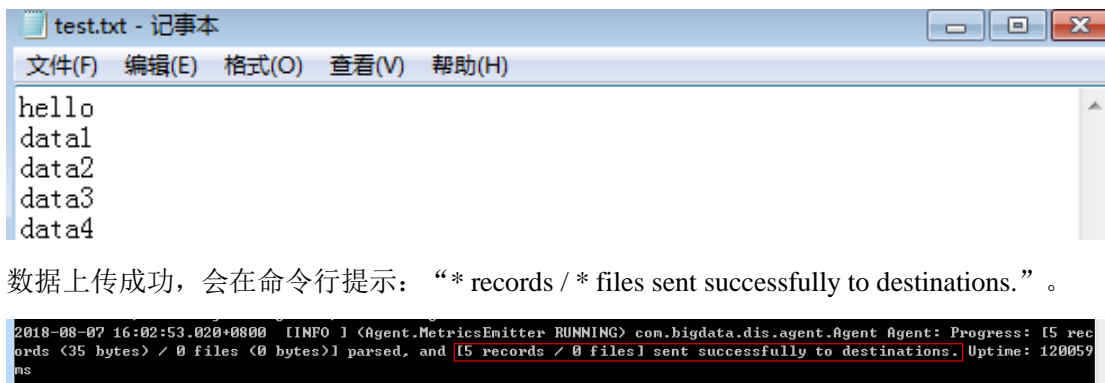 test.txt - 记事本
文件(F) 编辑(E) 格式(O) 查看(V) 帮助(H)
hello
data1
data2
data3
data4
数据上传成功，会在命令行提示：“* records / * files sent successfully to destinations.”。
2018-08-07 16:02:53.020+0800 [INFO ] (Agent.MetricsEmitter RUNNING) com.bigdata.dis.agent.Agent Agent: Progress: [5 rec
ords (35 bytes) / 0 files (0 bytes)] parsed, and [5 records / 0 files] sent successfully to destinations. Uptime: 120059
ms